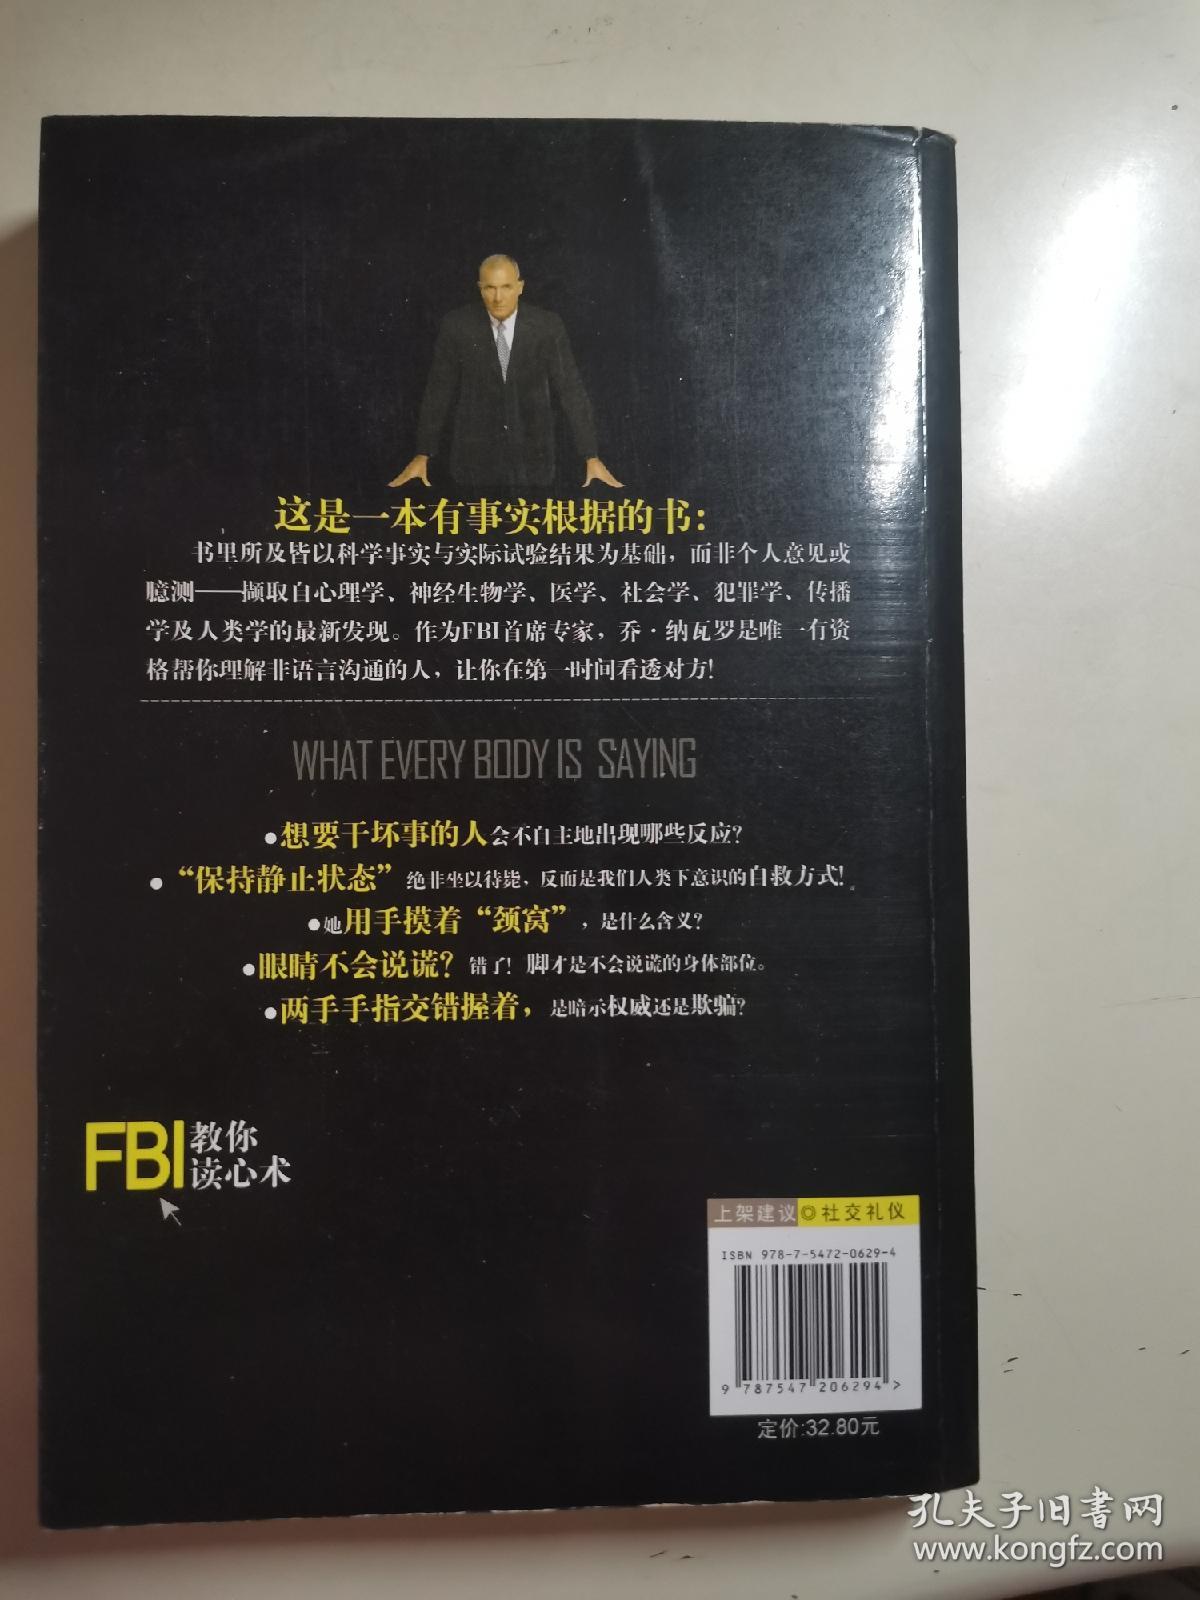 这是一本有事实根据的书：
书里所及皆以科学事实与实际试验结果为基础，而非个人意见或
臆测——撷取自心理学、神经生物学、医学、社会学、犯罪学、传播
学及人类学的最新发现。作为FBI首席专家，乔·纳瓦罗是唯一有资
格帮你理解非语言沟通的人，让你在第一时间看透对方！
WHAT EVERY BODY IS SAYING
●想要干坏事的人会不自主地出现哪些反应？
●“保持静止状态”绝非坐以待毙，反而是我们人类下意识的自救方式！
●她用手摸着“颈窝”，是什么含义？
●眼睛不会说谎？错了！脚才是不会说谎的身体部位。
●两手手指交错握着，是暗示权威还是欺骗？
FBI教你
读心术
上架建议◎社交礼仪
ISBN 978-7-5472-0629-4
9 787547 206294 >
定价:32.80元
孔夫子旧书网
www.kongfz.com